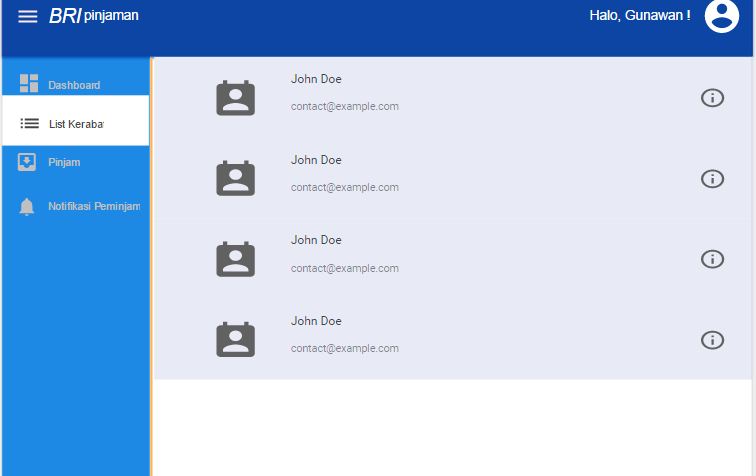 BRI pinjaman
Halo, Gunawan !
Dashboard
List Keraba
Pinjam
Notifikasi Peminjam
John Doe
contact@example.com
John Doe
contact@example.com
John Doe
contact@example.com
John Doe
contact@example.com